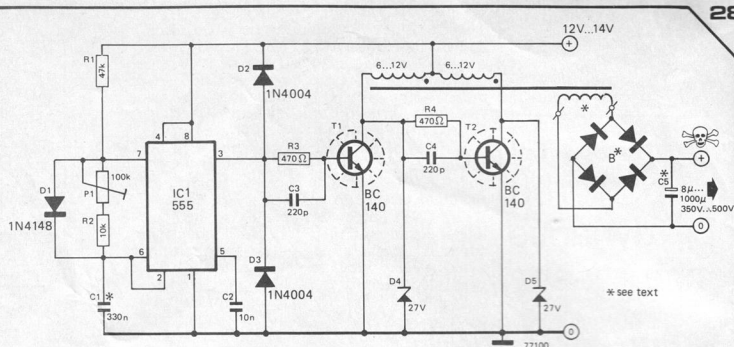 28
12V...14V
+
R1
47k
D2
1N4004
6...12V
6...12V
*
4
8
7
3
R3
470Ω
T1
R4
470Ω
T2
D1
1N4148
100k
P1
R2
10k
IC1
555
C3
220p
BC
140
C4
220p
BC
140
B*
+
*
C5
8µ...
1000µ
350V...500V
0
6
2
1
5
D3
1N4004
D4
27V
D5
27V
*see text
C1*
330n
C2
10n
0
77100